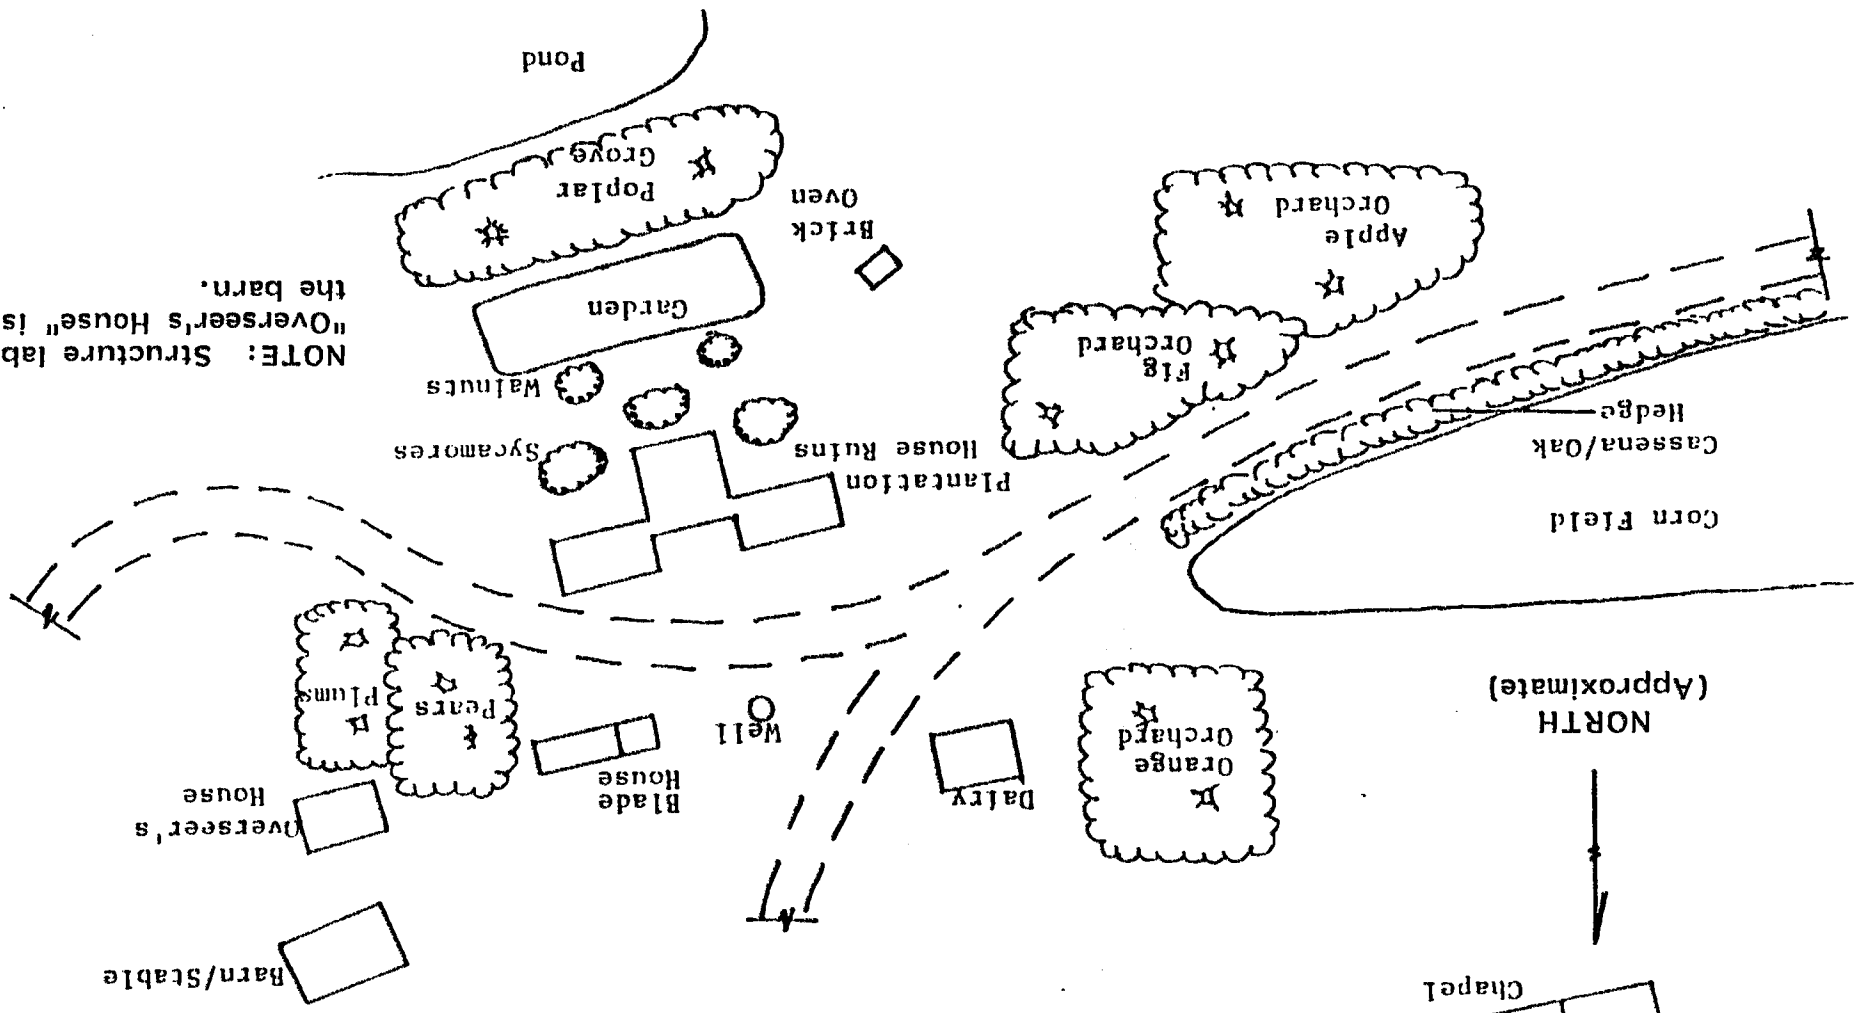 Chapel
Barn/Stable
NORTH
(Approximate)
Overseer's
House
Dairy
Blade
House
Orange
Orchard
Well
Pears
Plums
Corn Field
Cassena/Oak
Hedge
Plantation
House Ruins
Sycamores
Walnuts
Fig
Orchard
NOTE: Structure lab
"Overseer's House" is
the barn.
Garden
Apple
Orchard
Brick
Oven
Poplar
Grove
Pond